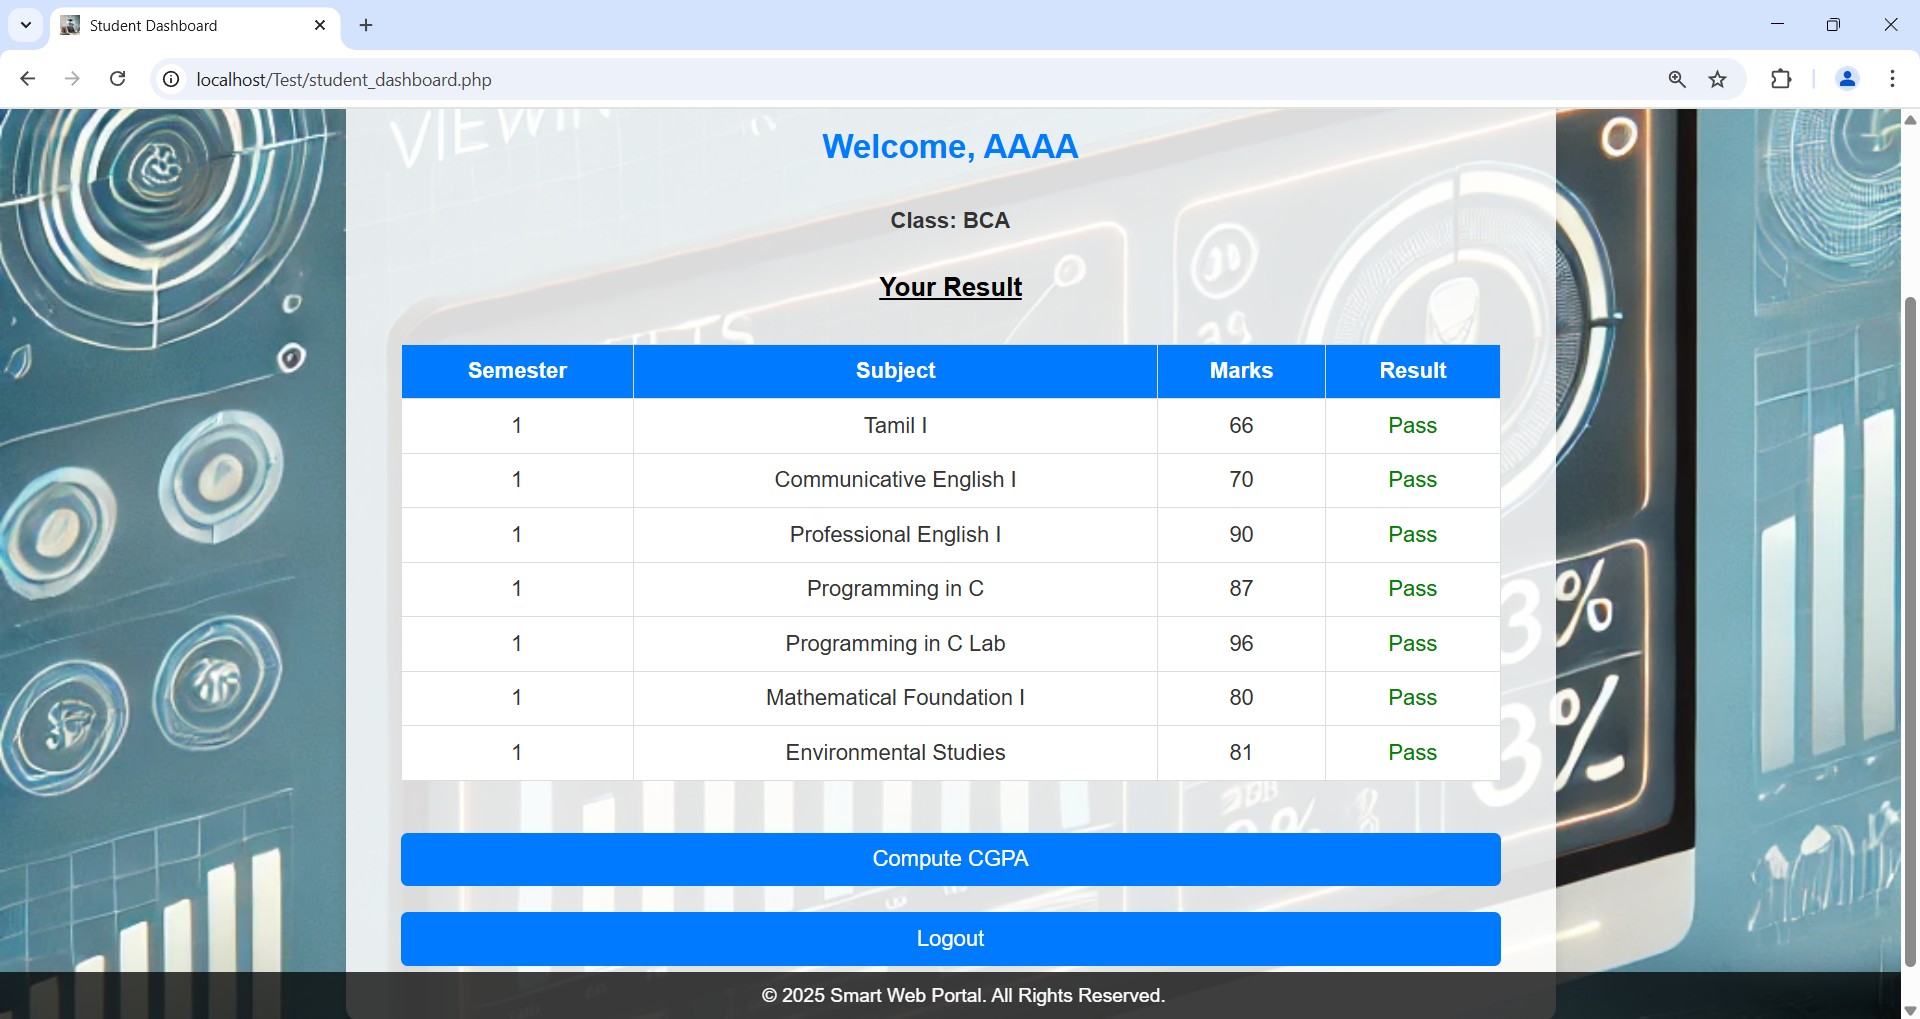 Student Dashboard
localhost/Test/student_dashboard.php
VIEWIN
Welcome, AAAA
Class: BCA
Your Result
Semester Subject Marks Result
1 Tamil I 66 Pass
1 Communicative English I 70 Pass
1 Professional English I 90 Pass
1 Programming in C 87 Pass
1 Programming in C Lab 96 Pass
1 Mathematical Foundation I 80 Pass
1 Environmental Studies 81 Pass
3%
3%
Compute CGPA
Logout
© 2025 Smart Web Portal. All Rights Reserved.